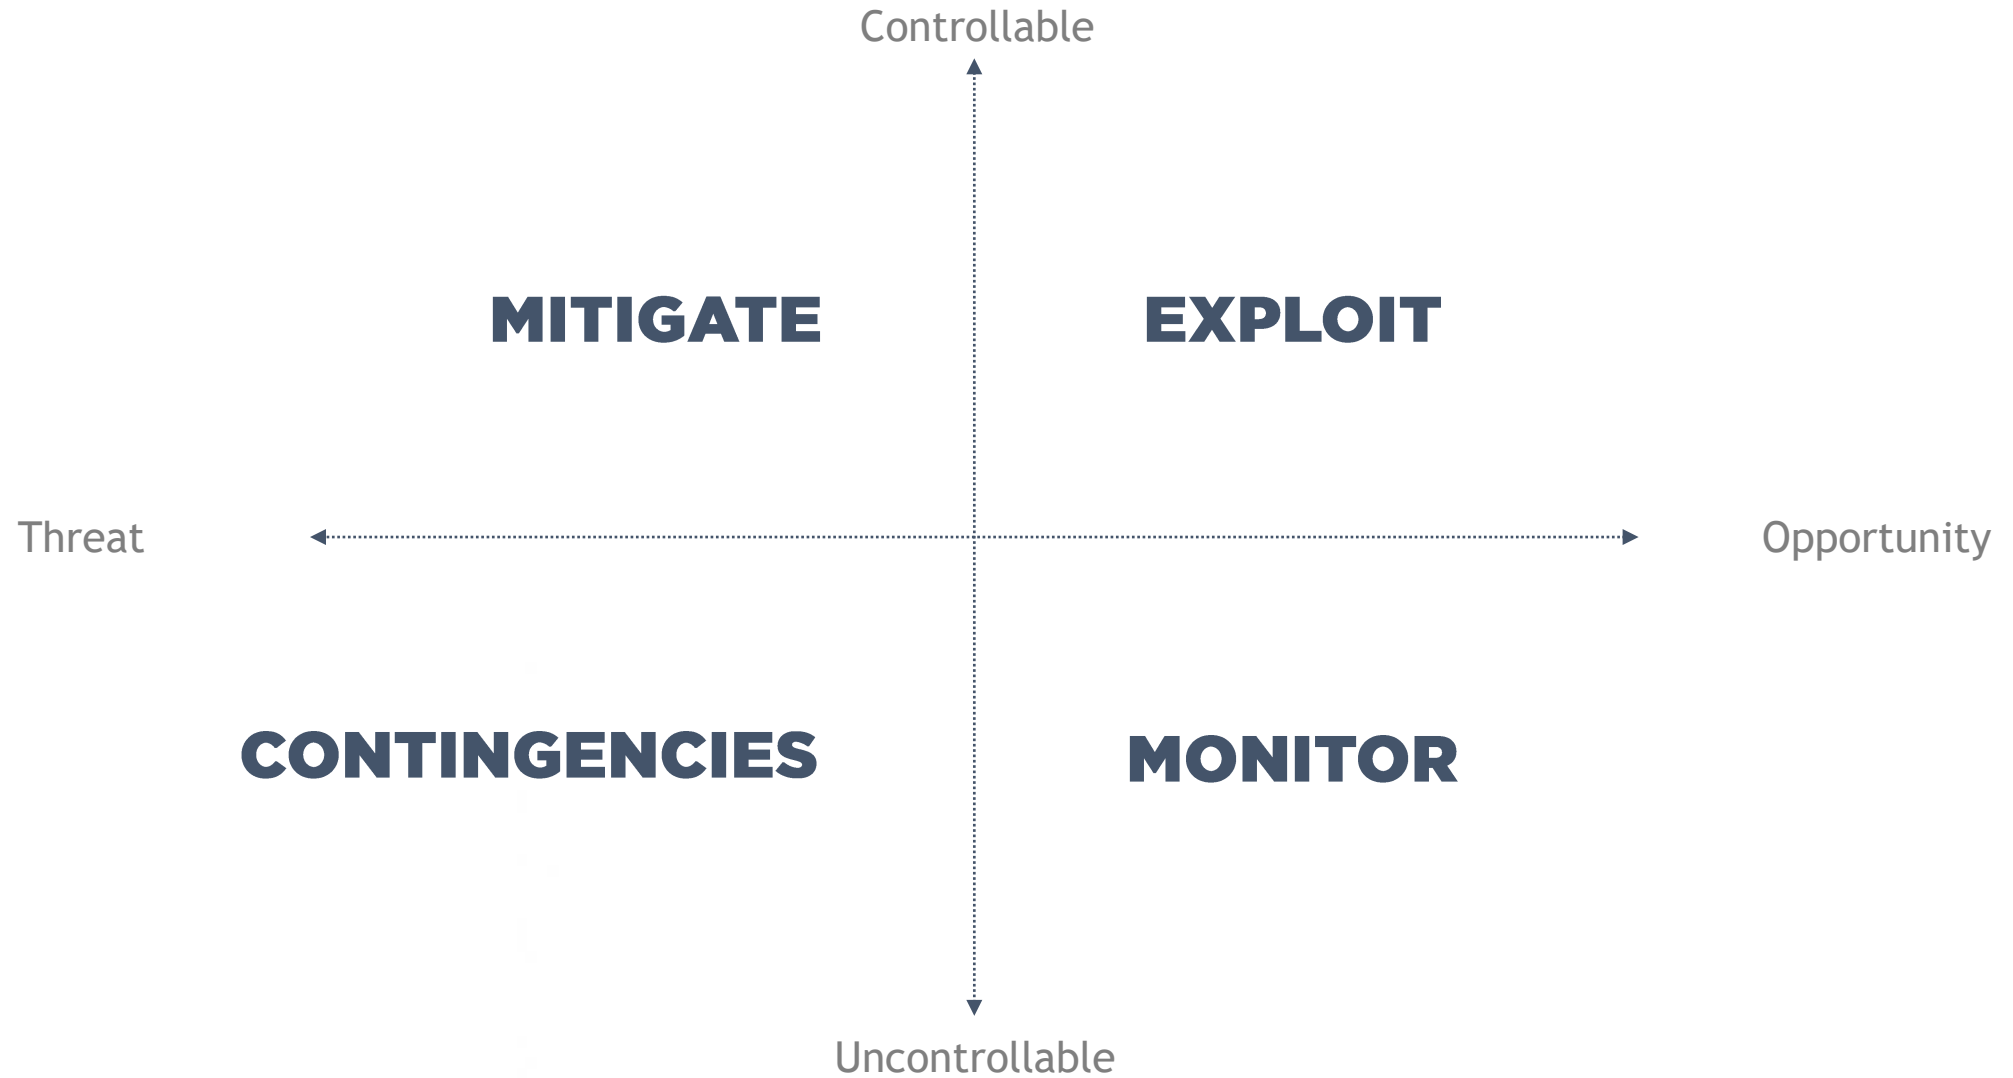 Controllable
MITIGATE
EXPLOIT
Threat
Opportunity
CONTINGENCIES
MONITOR
Uncontrollable